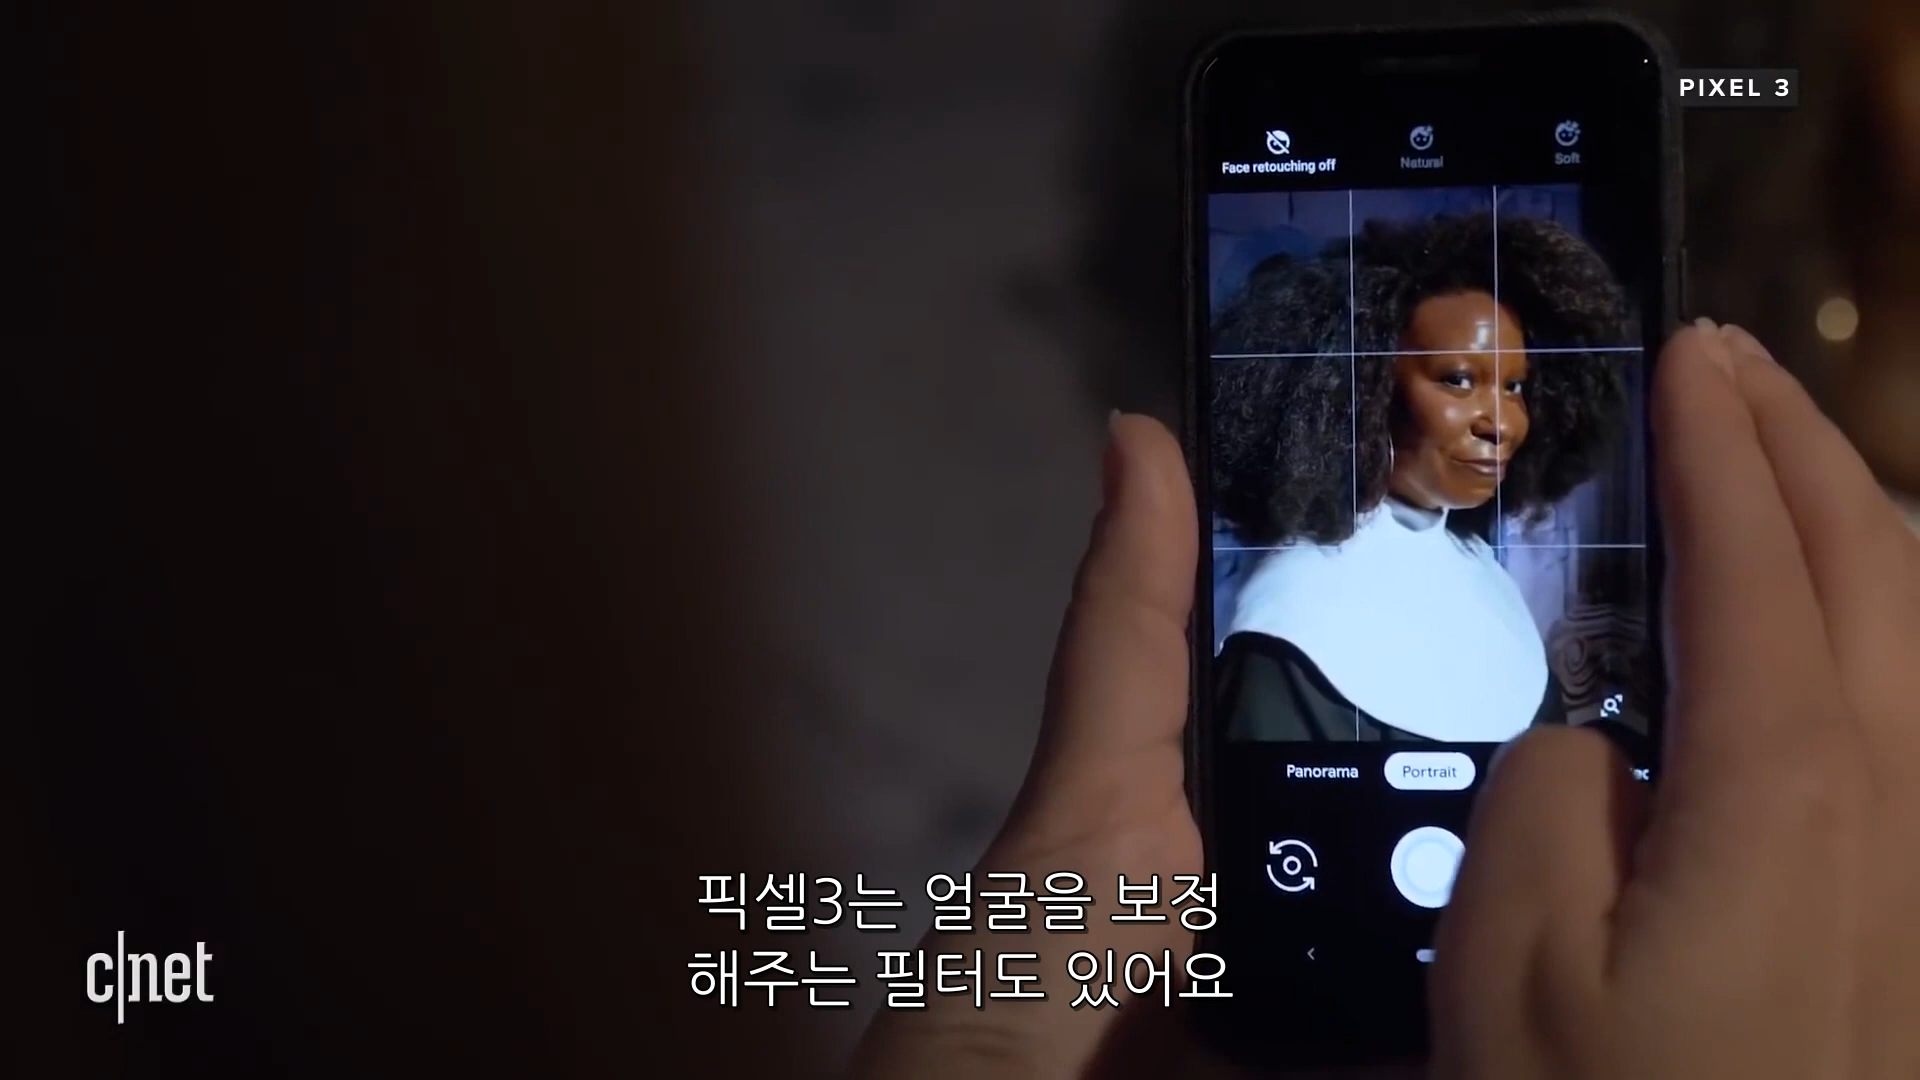 PIXEL 3
Face retouching off
Natural
Soft
Panorama
Portrait
픽셀3는 얼굴을 보정
해주는 필터도 있어요
c|net